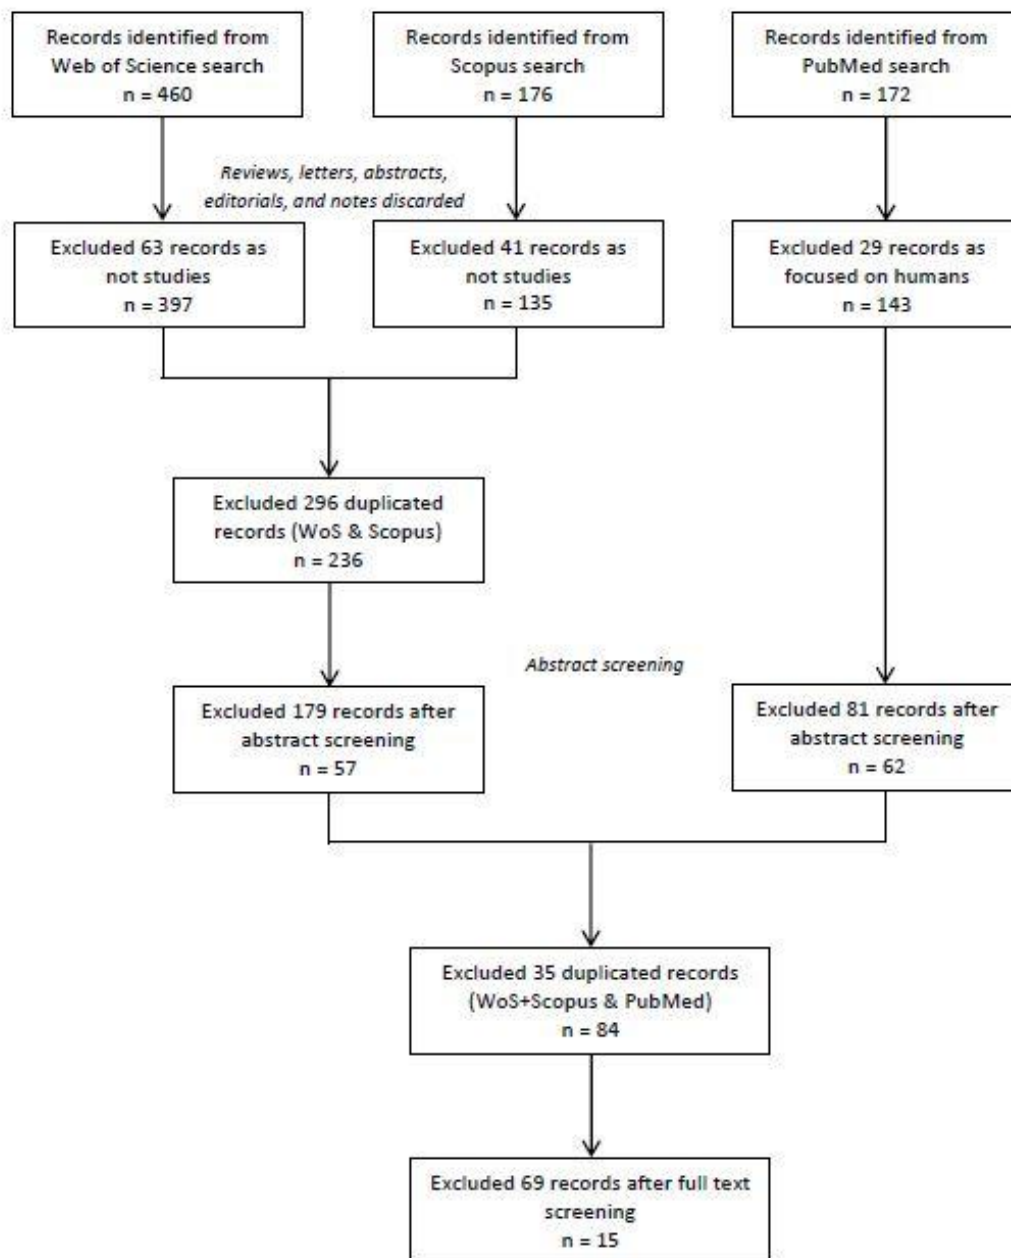 Records identified from
Web of Science search
n = 460
Records identified from
Scopus search
n = 176
Records identified from
PubMed search
n = 172
Reviews, letters, abstracts,
editorials, and notes discarded
Excluded 63 records as
not studies
n = 397
Excluded 41 records as
not studies
n = 135
Excluded 29 records as
focused on humans
n = 143
Excluded 296 duplicated
records (WoS & Scopus)
n = 236
Abstract screening
Excluded 179 records after
abstract screening
n = 57
Excluded 81 records after
abstract screening
n = 62
Excluded 35 duplicated records
(WoS+Scopus & PubMed)
n = 84
Excluded 69 records after full text
screening
n = 15